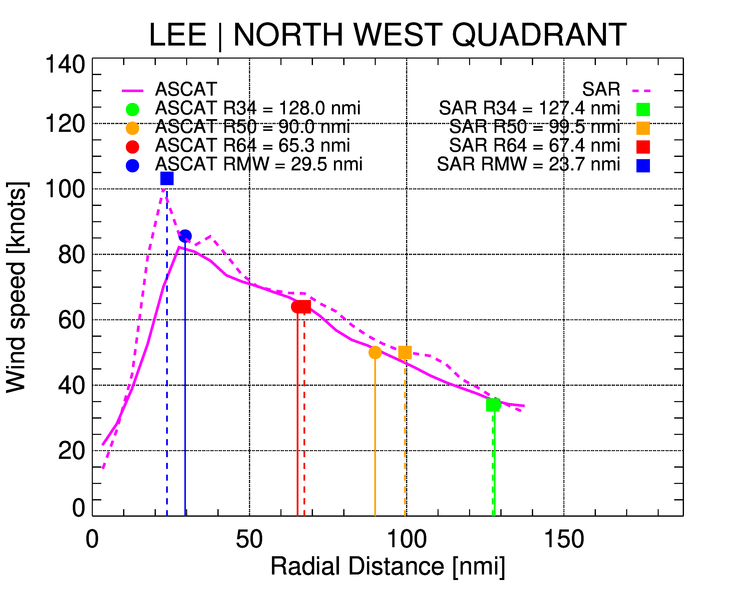 LEE | NORTH WEST QUADRANT
140
120
100
80
60
40
20
0
Wind speed [knots]
ASCAT
ASCAT R34 = 128.0 nmi
ASCAT R50 = 90.0 nmi
ASCAT R64 = 65.3 nmi
ASCAT RMW = 29.5 nmi
SAR
SAR R34 = 127.4 nmi
SAR R50 = 99.5 nmi
SAR R64 = 67.4 nmi
SAR RMW = 23.7 nmi
0 50 100 150
Radial Distance [nmi]